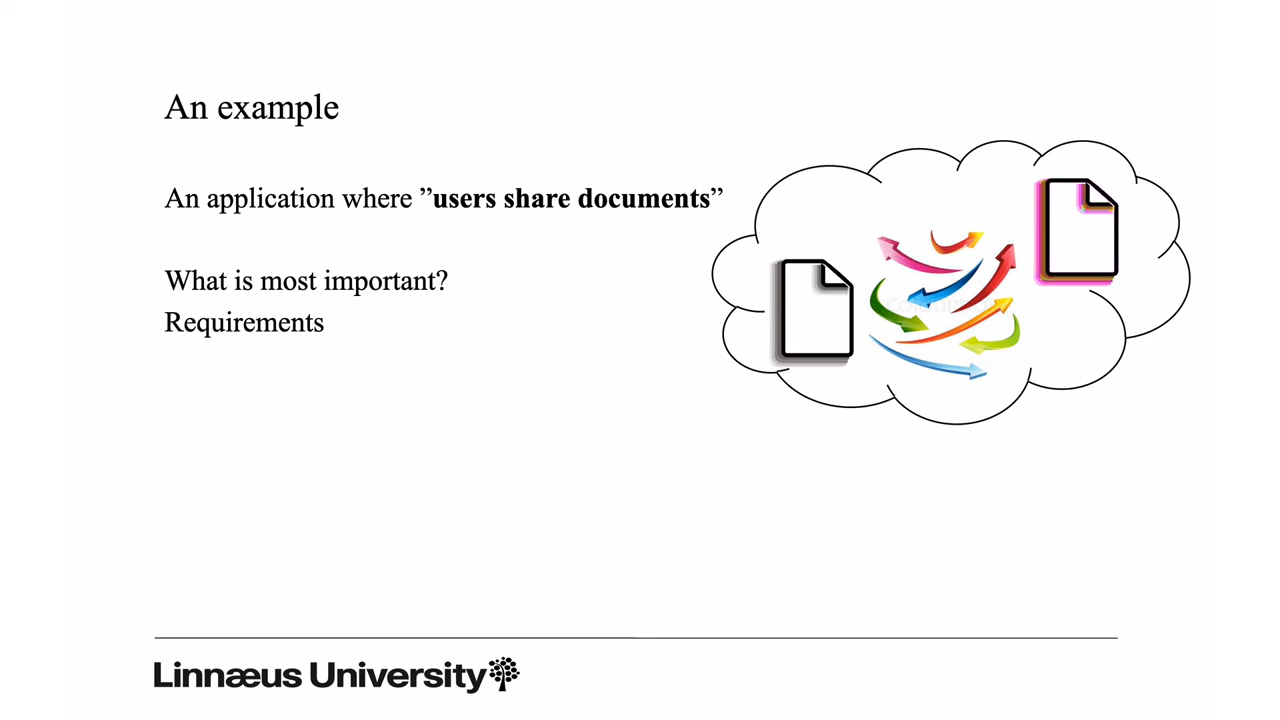 An example
An application where ”users share documents”
What is most important?
Requirements
Linnæus University